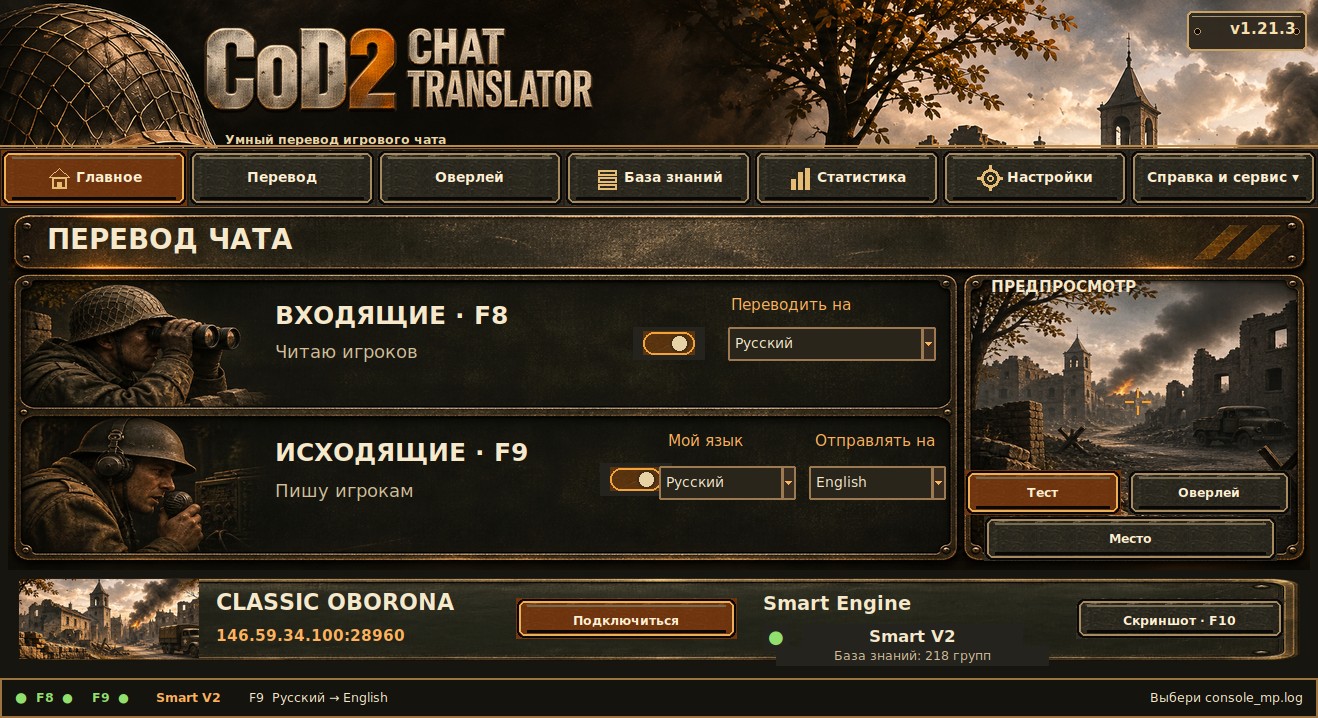 CoD2 CHAT TRANSLATOR
v1.21.3
Умный перевод игрового чата
Главное
Перевод
Оверлей
База знаний
Статистика
Настройки
Справка и сервис ▾
ПЕРЕВОД ЧАТА
ВХОДЯЩИЕ · F8
Читаю игроков
Переводить на
Русский
ИСХОДЯЩИЕ · F9
Пишу игрокам
Мой язык
Русский
Отправлять на
English
ПРЕДПРОСМОТР
Тест
Оверлей
Место
CLASSIC OBORONA
146.59.34.100:28960
Подключиться
Smart Engine
Smart V2
База знаний: 218 групп
Скриншот · F10
F8
F9
Smart V2
F9 Русский → English
Выбери console_mp.log